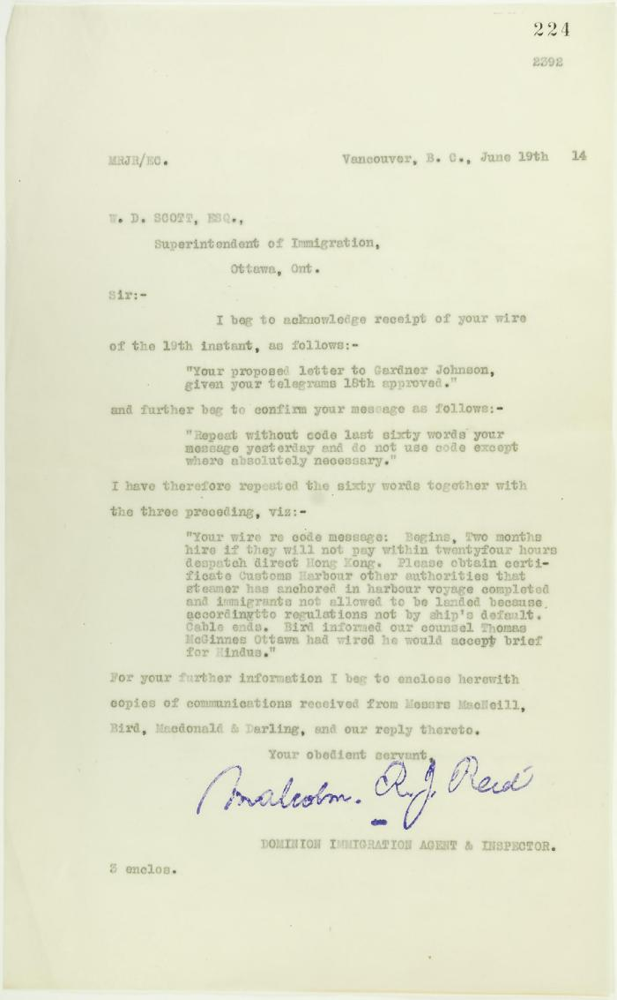 224
2392
MRJR/EC. Vancouver, B. C., June 19th 14
W. D. SCOTT, ESQ.,
Superintendent of Immigration,
Ottawa, Ont.
Sir:-
I beg to acknowledge receipt of your wire
of the 19th instant, as follows:-
"Your proposed letter to Gardner Johnson,
given your telegrams 18th approved."
and further beg to confirm your message as follows:-
"Repeat without code last sixty words your
message yesterday and do not use code except
where absolutely necessary."
I have therefore repeated the sixty words together with
the three preceding, viz:-
"Your wire re code message: Begins, Two months
hire if they will not pay within twentyfour hours
despatch direct Hong Kong. Please obtain certi-
ficate Customs Harbour other authorities that
steamer has anchored in harbour voyage completed
and immigrants not allowed to be landed because
accordingtto regulations not by ship's default.
Cable ends. Bird informed our counsel Thomas
McGinnes Ottawa had wired he would accept brief
for Hindus."
For your further information I beg to enclose herewith
copies of communications received from Messrs MacNeill,
Bird, Macdonald & Darling, and our reply thereto.
Your obedient servant,
Malcolm. R. J. Reid
DOMINION IMMIGRATION AGENT & INSPECTOR.
3 enclos.